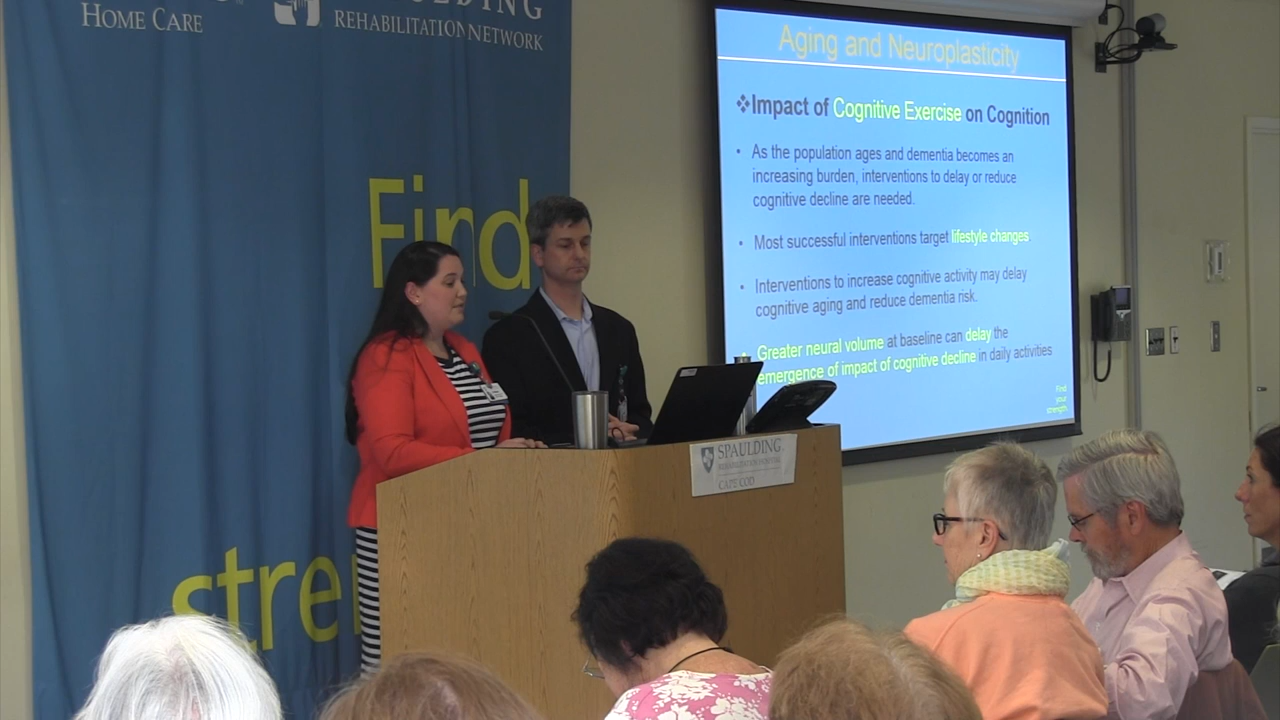 HOME CARE
REHABILITATION NETWORK
Find
stre
Aging and Neuroplasticity
❖Impact of Cognitive Exercise on Cognition
• As the population ages and dementia becomes an
increasing burden, interventions to delay or reduce
cognitive decline are needed.
• Most successful interventions target lifestyle changes
• Interventions to increase cognitive activity may delay
cognitive aging and reduce dementia risk.
Greater neural volume at baseline can delay the
emergence of impact of cognitive decline in daily activities
Find
your
strength
SPAULDING
REHABILITATION HOSPITAL
CAPE COD